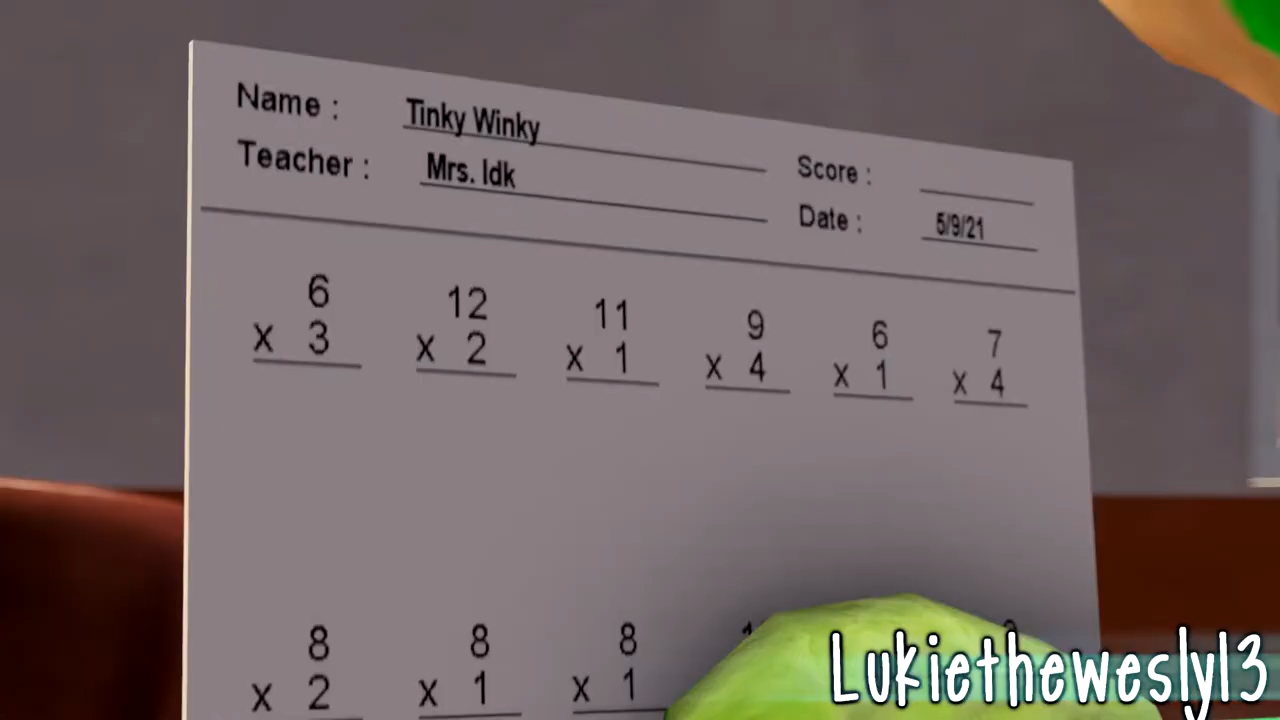 Name : Tinky Winky
Teacher : Mrs. Idk
Score :
Date : 5/9/21
6 12 11 9 6 7
x 3 x 2 x 1 x 4 x 1 x 4
8 8 8
x 2 x 1 x 1
Lukiethewesly13